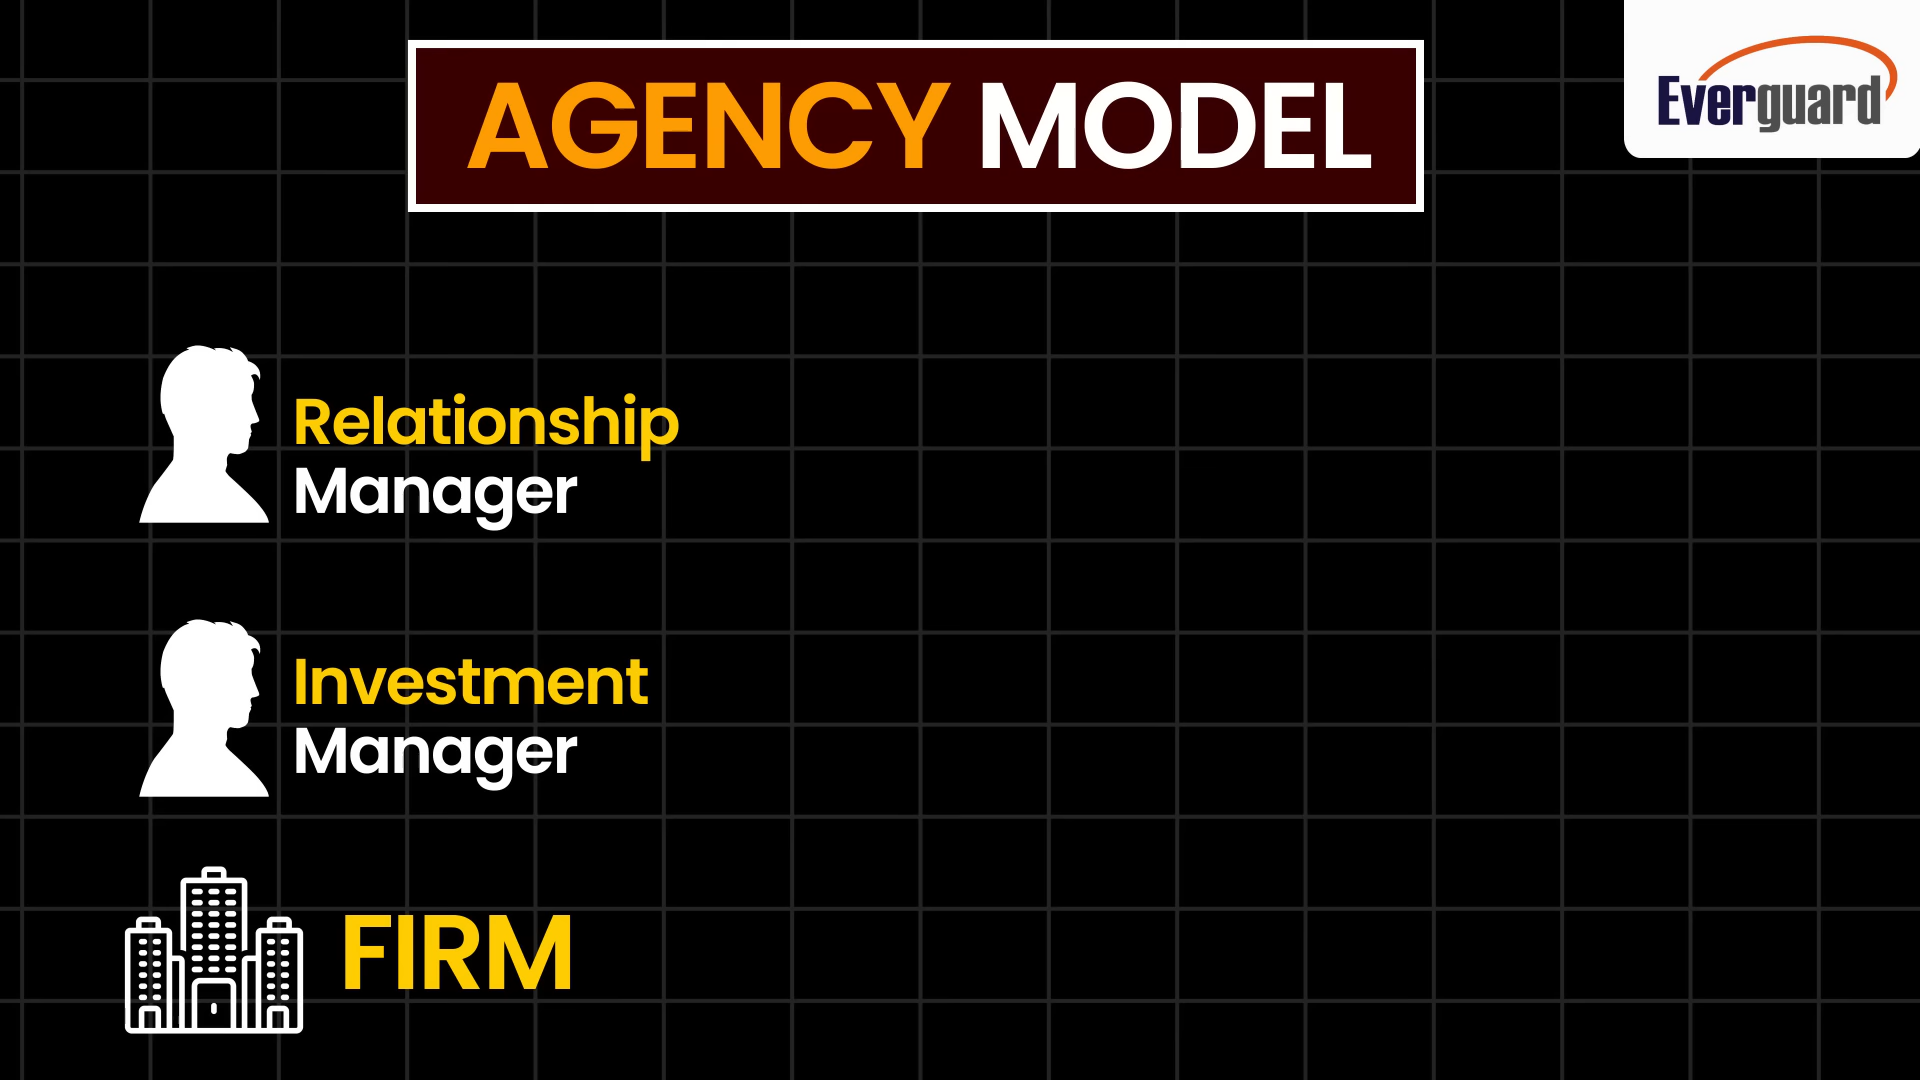 AGENCY MODEL
Everguard
Relationship
Manager
Investment
Manager
FIRM